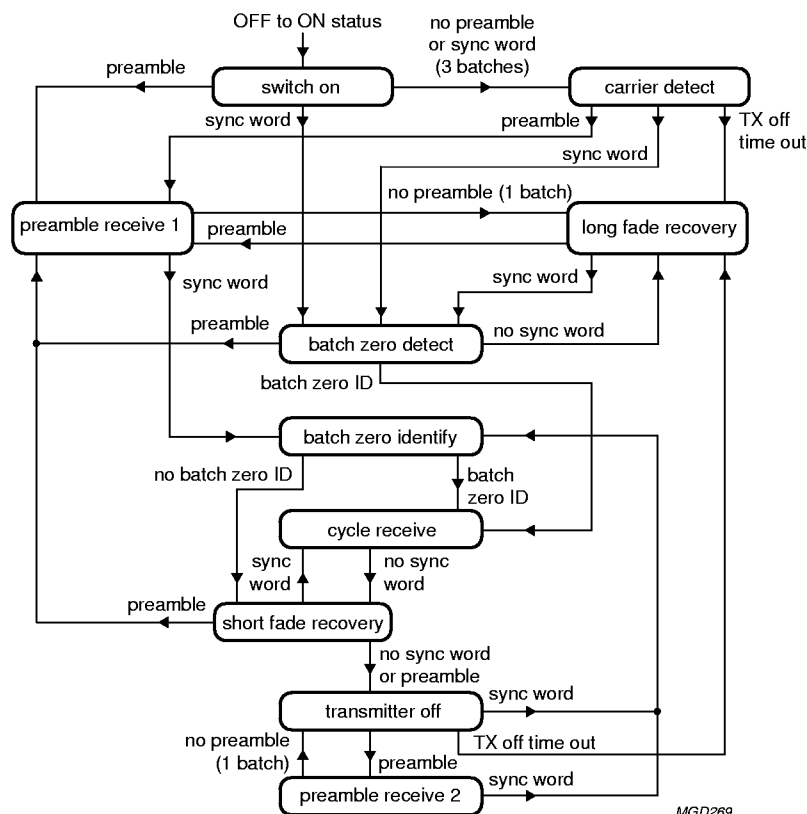 OFF to ON status
no preamble
or sync word
(3 batches)
preamble
switch on
carrier detect
sync word
preamble
TX off
time out
sync word
no preamble (1 batch)
preamble receive 1
preamble
long fade recovery
sync word
sync word
preamble
no sync word
batch zero detect
batch zero ID
batch zero identify
no batch zero ID
batch
zero ID
cycle receive
sync
word
no sync
word
preamble
short fade recovery
no sync word
or preamble
sync word
transmitter off
no preamble
(1 batch)
TX off time out
preamble
sync word
preamble receive 2
MGD269